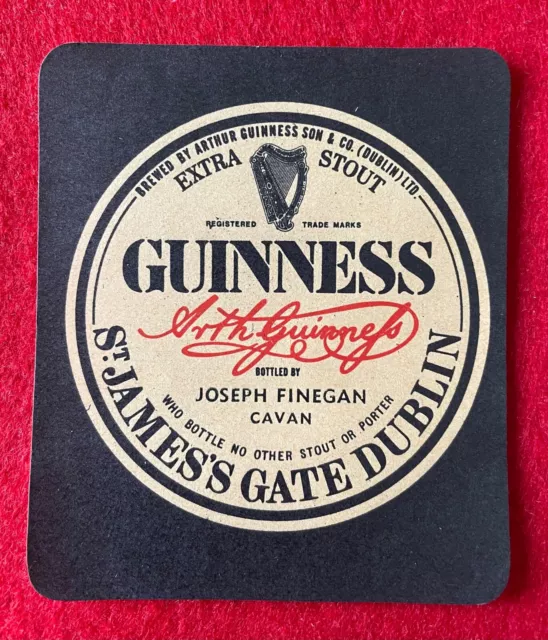 BREWED BY ARTHUR GUINNESS SON & CO. (DUBLIN) LTD.
EXTRA STOUT
REGISTERED TRADE MARKS
GUINNESS
Arth Guinness
BOTTLED BY
JOSEPH FINEGAN
CAVAN
WHO BOTTLE NO OTHER STOUT OR PORTER
ST. JAMES'S GATE DUBLIN